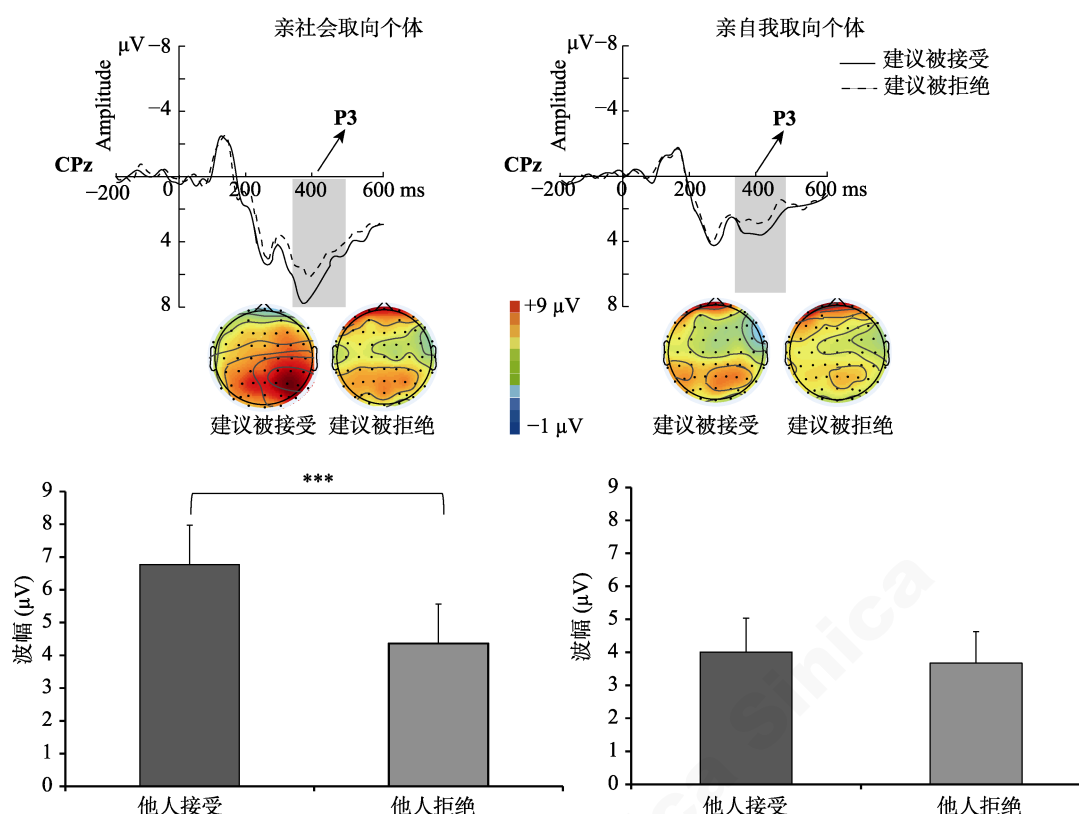 亲社会取向个体
亲自我取向个体
μV
−8
−4
4
8
Amplitude
CPz
P3
−200
0
200
400
600 ms
μV
−8
−4
4
8
Amplitude
CPz
P3
−200
0
200
400
600 ms
建议被接受
建议被拒绝
+9 μV
−1 μV
建议被接受
建议被拒绝
建议被接受
建议被拒绝
9
8
7
6
5
4
3
2
1
0
波幅 (μV)
***
他人接受
他人拒绝
9
8
7
6
5
4
3
2
1
0
波幅 (μV)
他人接受
他人拒绝
ca Sinica